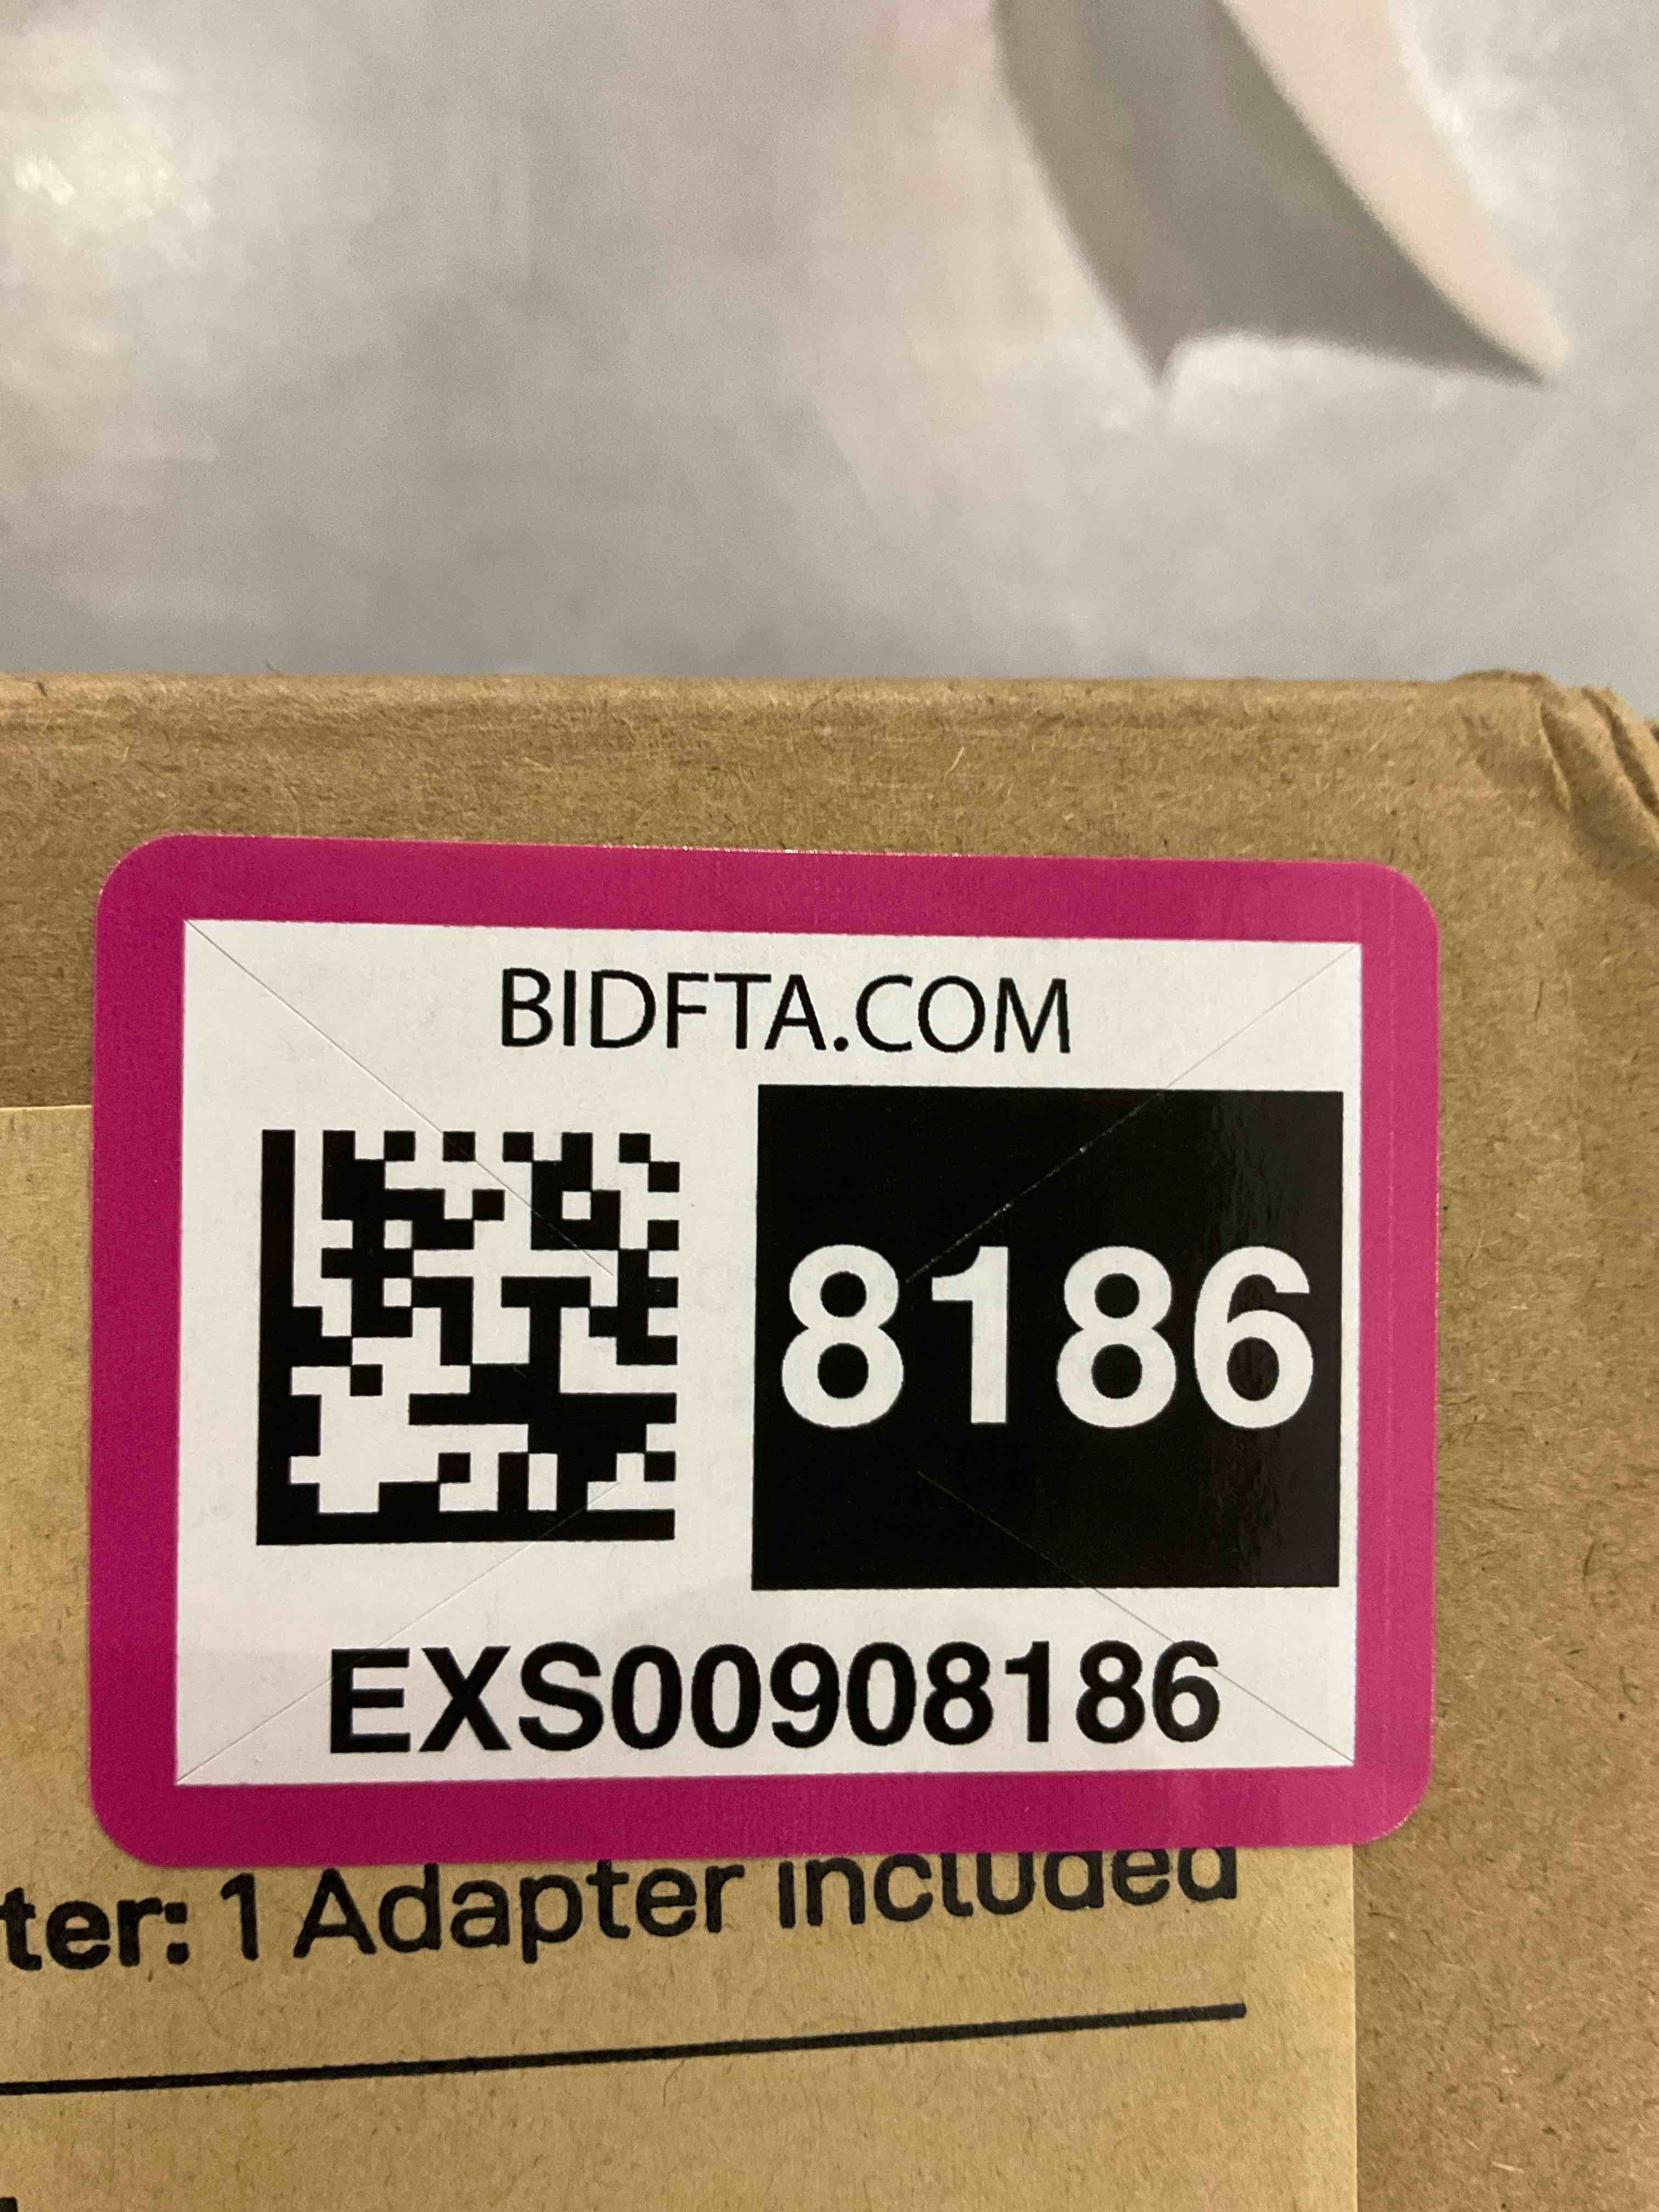 BIDFTA.COM
8186
EXS00908186
ter: 1 Adapter included